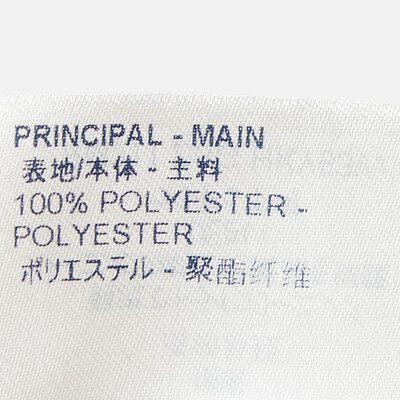 PRINCIPAL - MAIN
表地/本体 - 主料
100% POLYESTER -
POLYESTER
ポリエステル - 聚酯纤维